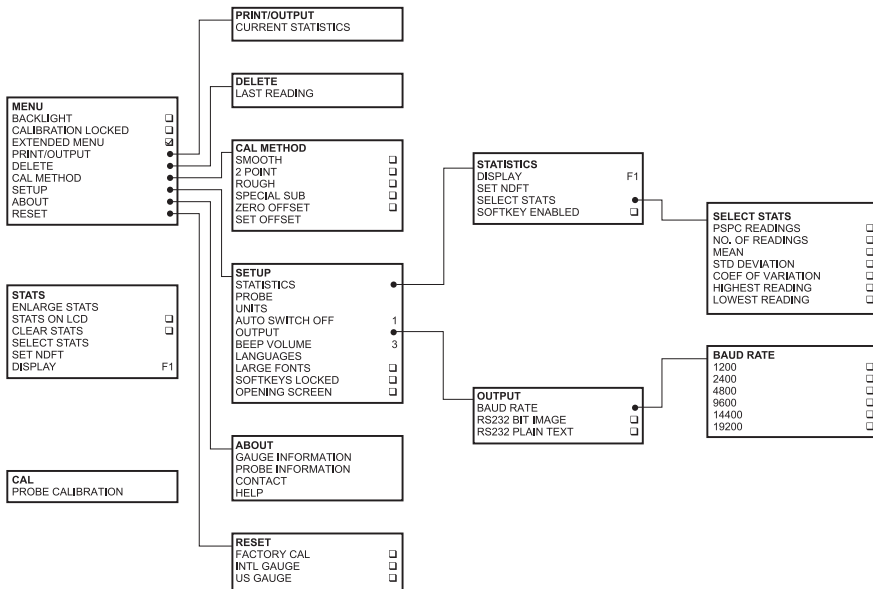 MENU
BACKLIGHT
CALIBRATION LOCKED
EXTENDED MENU
PRINT/OUTPUT
DELETE
CAL METHOD
SETUP
ABOUT
RESET
STATS
ENLARGE STATS
STATS ON LCD
CLEAR STATS
SELECT STATS
SET NDFT
DISPLAY F1
CAL
PROBE CALIBRATION
PRINT/OUTPUT
CURRENT STATISTICS
DELETE
LAST READING
CAL METHOD
SMOOTH
2 POINT
ROUGH
SPECIAL SUB
ZERO OFFSET
SET OFFSET
SETUP
STATISTICS
PROBE
UNITS
AUTO SWITCH OFF 1
OUTPUT
BEEP VOLUME 3
LANGUAGES
LARGE FONTS
SOFTKEYS LOCKED
OPENING SCREEN
ABOUT
GAUGE INFORMATION
PROBE INFORMATION
CONTACT
HELP
RESET
FACTORY CAL
INTL GAUGE
US GAUGE
STATISTICS
DISPLAY F1
SET NDFT
SELECT STATS
SOFTKEY ENABLED
OUTPUT
BAUD RATE
RS232 BIT IMAGE
RS232 PLAIN TEXT
SELECT STATS
PSPC READINGS
NO. OF READINGS
MEAN
STD DEVIATION
COEF OF VARIATION
HIGHEST READING
LOWEST READING
BAUD RATE
1200
2400
4800
9600
14400
19200